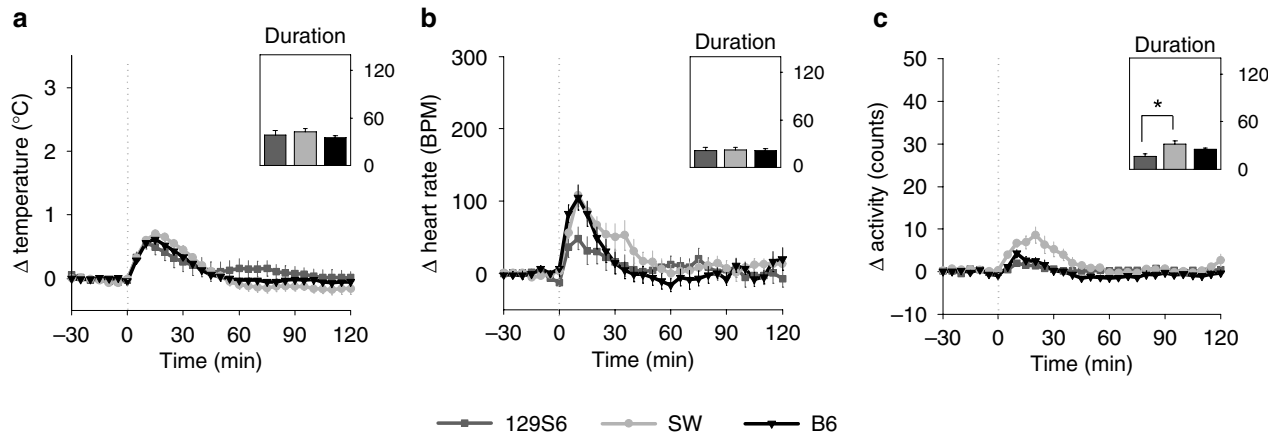 a
Duration
120
60
0
Δ temperature (°C)
3
2
1
0
–30 0 30 60 90 120
Time (min)
b
Duration
120
60
0
Δ heart rate (BPM)
300
200
100
0
–30 0 30 60 90 120
Time (min)
c
Duration
120
60
0
*
Δ activity (counts)
50
40
30
20
10
0
–10
–30 0 30 60 90 120
Time (min)
129S6 SW B6